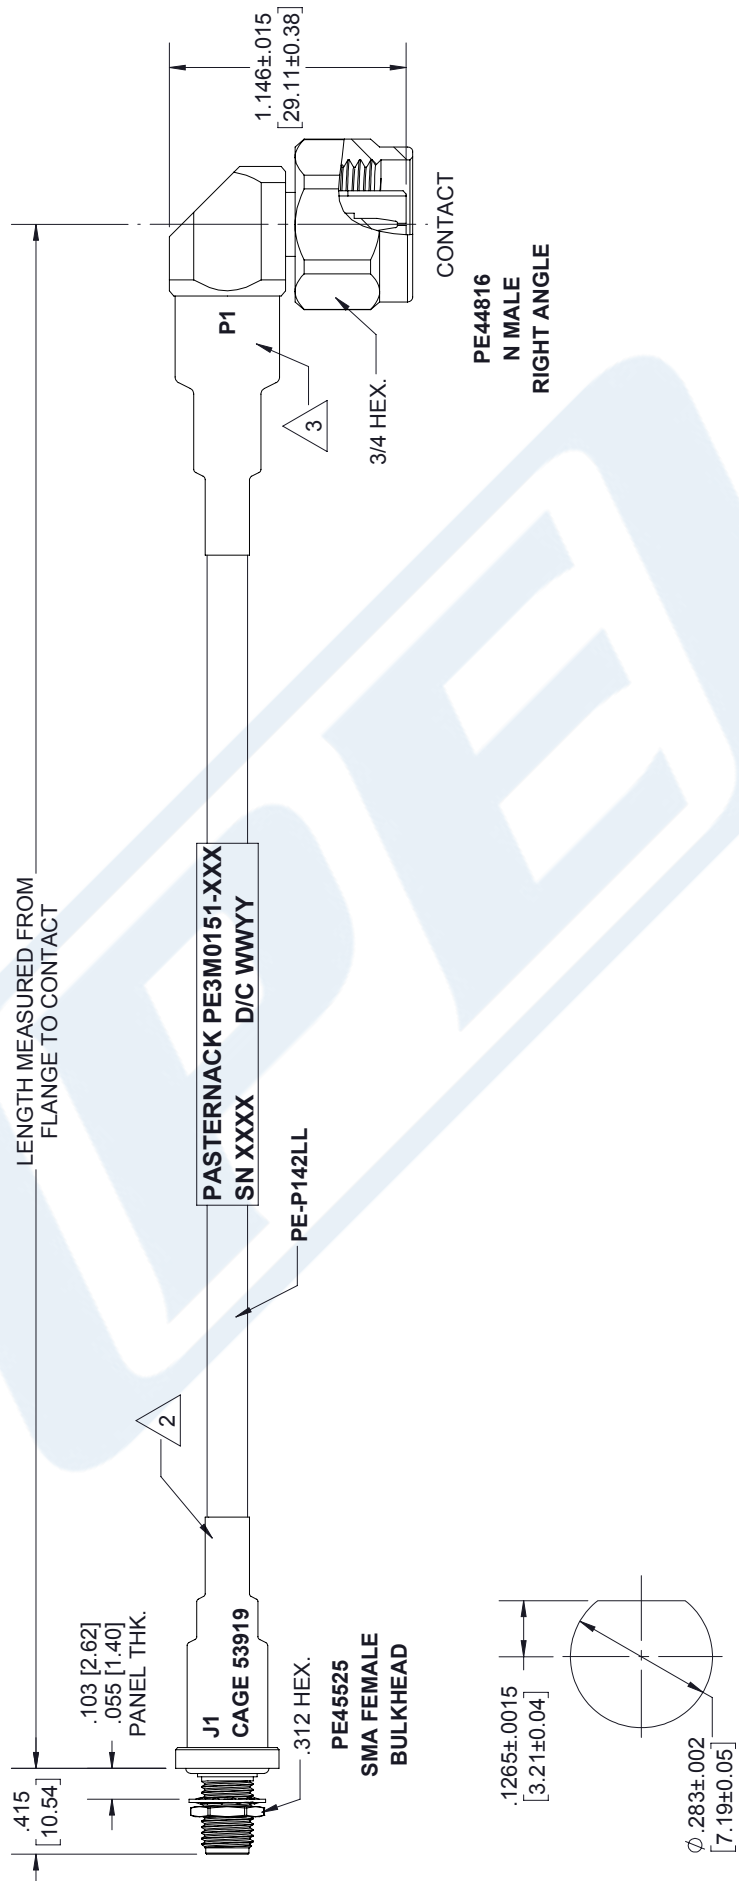 .415
[10.54]
.103 [2.62]
.055 [1.40]
PANEL THK.
LENGTH MEASURED FROM
FLANGE TO CONTACT
1.146±.015
[29.11±0.38]
2
J1
CAGE 53919
PASTERNACK PE3M0151-XXX
SN XXXX D/C WWYY
P1
3
.312 HEX.
PE-P142LL
3/4 HEX.
CONTACT
PE45525
SMA FEMALE
BULKHEAD
PE44816
N MALE
RIGHT ANGLE
.1265±.0015
[3.21±0.04]
∅.283±.002
[7.19±0.05]
PE